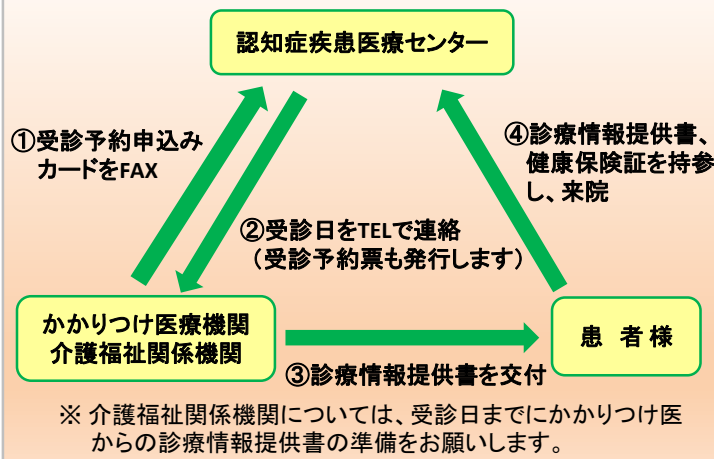 認知症疾患医療センター
①受診予約申込み
カードをFAX
④診療情報提供書、
健康保険証を持参
し、来院
②受診日をTELで連絡
（受診予約票も発行します）
かかりつけ医療機関
介護福祉関係機関
患 者様
③診療情報提供書を交付
※ 介護福祉関係機関については、受診日までにかかりつけ医
からの診療情報提供書の準備をお願いします。